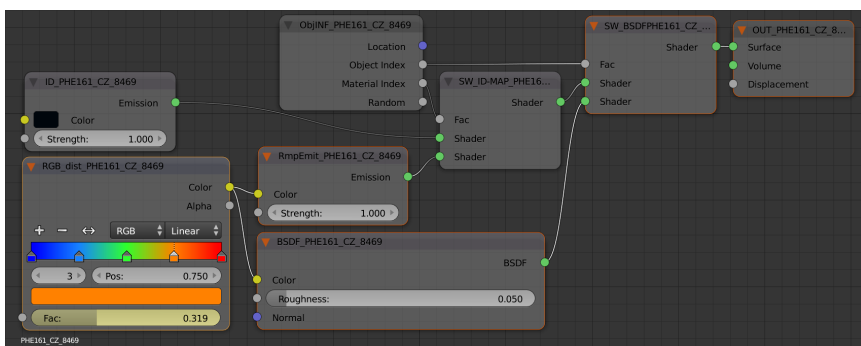 ObjINF_PHE161_CZ_8469
Location
Object Index
Material Index
Random
SW_BSDFPHE161_CZ_...
Shader
Fac
Shader
Shader
OUT_PHE161_CZ_8...
Surface
Volume
Displacement
ID_PHE161_CZ_8469
Emission
Color
Strength: 1.000
SW_ID-MAP_PHE16...
Shader
Fac
Shader
Shader
RGB_dist_PHE161_CZ_8469
Color
Alpha
RGB Linear
3 Pos: 0.750
Fac: 0.319
RmpEmit_PHE161_CZ_8469
Emission
Color
Strength: 1.000
BSDF_PHE161_CZ_8469
BSDF
Color
Roughness: 0.050
Normal
PHE161_CZ_8469